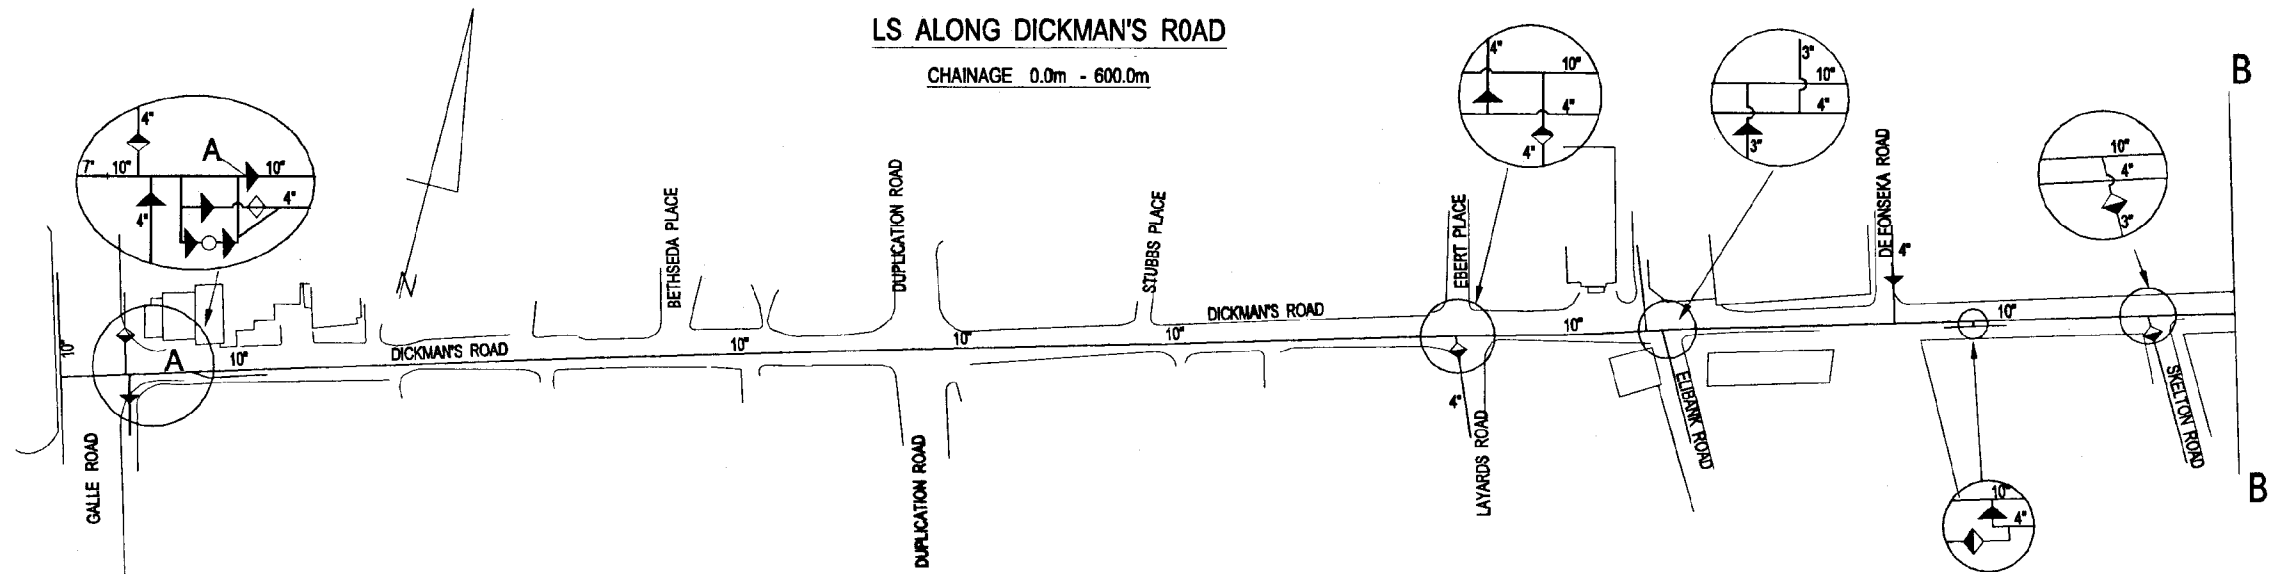 LS ALONG DICKMAN'S ROAD
CHAINAGE 0.0m - 600.0m
B
4"
10"
4"
4"
3"
10"
4"
3"
4"
A
7"
10"
10"
4"
4"
10"
4"
3"
BETHSEDA PLACE
DUPLICATION ROAD
STUBBS PLACE
EBERT PLACE
DE FONSEKA ROAD
4"
N
10"
A
10"
DICKMAN'S ROAD
10"
10"
10"
DICKMAN'S ROAD
10"
10"
GALLE ROAD
DUPLICATION ROAD
4"
LAYARDS ROAD
ELIBANK ROAD
SKELTON ROAD
10"
4"
B